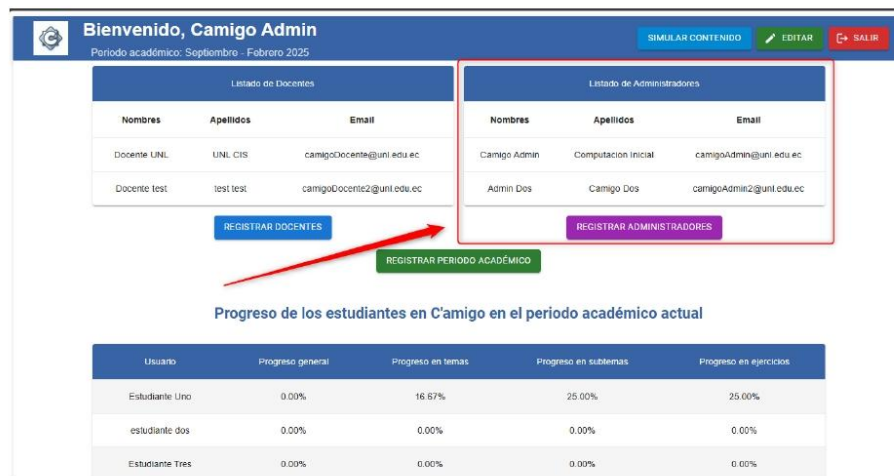 Bienvenido, Camigo Admin
Periodo académico: Septiembre - Febrero 2025
SIMULAR CONTENIDO
EDITAR
SALIR
Listado de Docentes
Nombres Apellidos Email
Docente UNL UNL CIS camigoDocente@unl.edu.ec
Docente test test test camigoDocente2@unl.edu.ec
REGISTRAR DOCENTES
Listado de Administradores
Nombres Apellidos Email
Camigo Admin Computacion Inicial camigoAdmin@unl.edu.ec
Admin Dos Camigo Dos camigoAdmin2@unl.edu.ec
REGISTRAR ADMINISTRADORES
REGISTRAR PERIODO ACADÉMICO
Progreso de los estudiantes en C'amigo en el periodo académico actual
Usuario Progreso general Progreso en temas Progreso en subtemas Progreso en ejercicios
Estudiante Uno 0.00% 16.67% 25.00% 25.00%
estudiante dos 0.00% 0.00% 0.00% 0.00%
Estudiante Tres 0.00% 0.00% 0.00% 0.00%